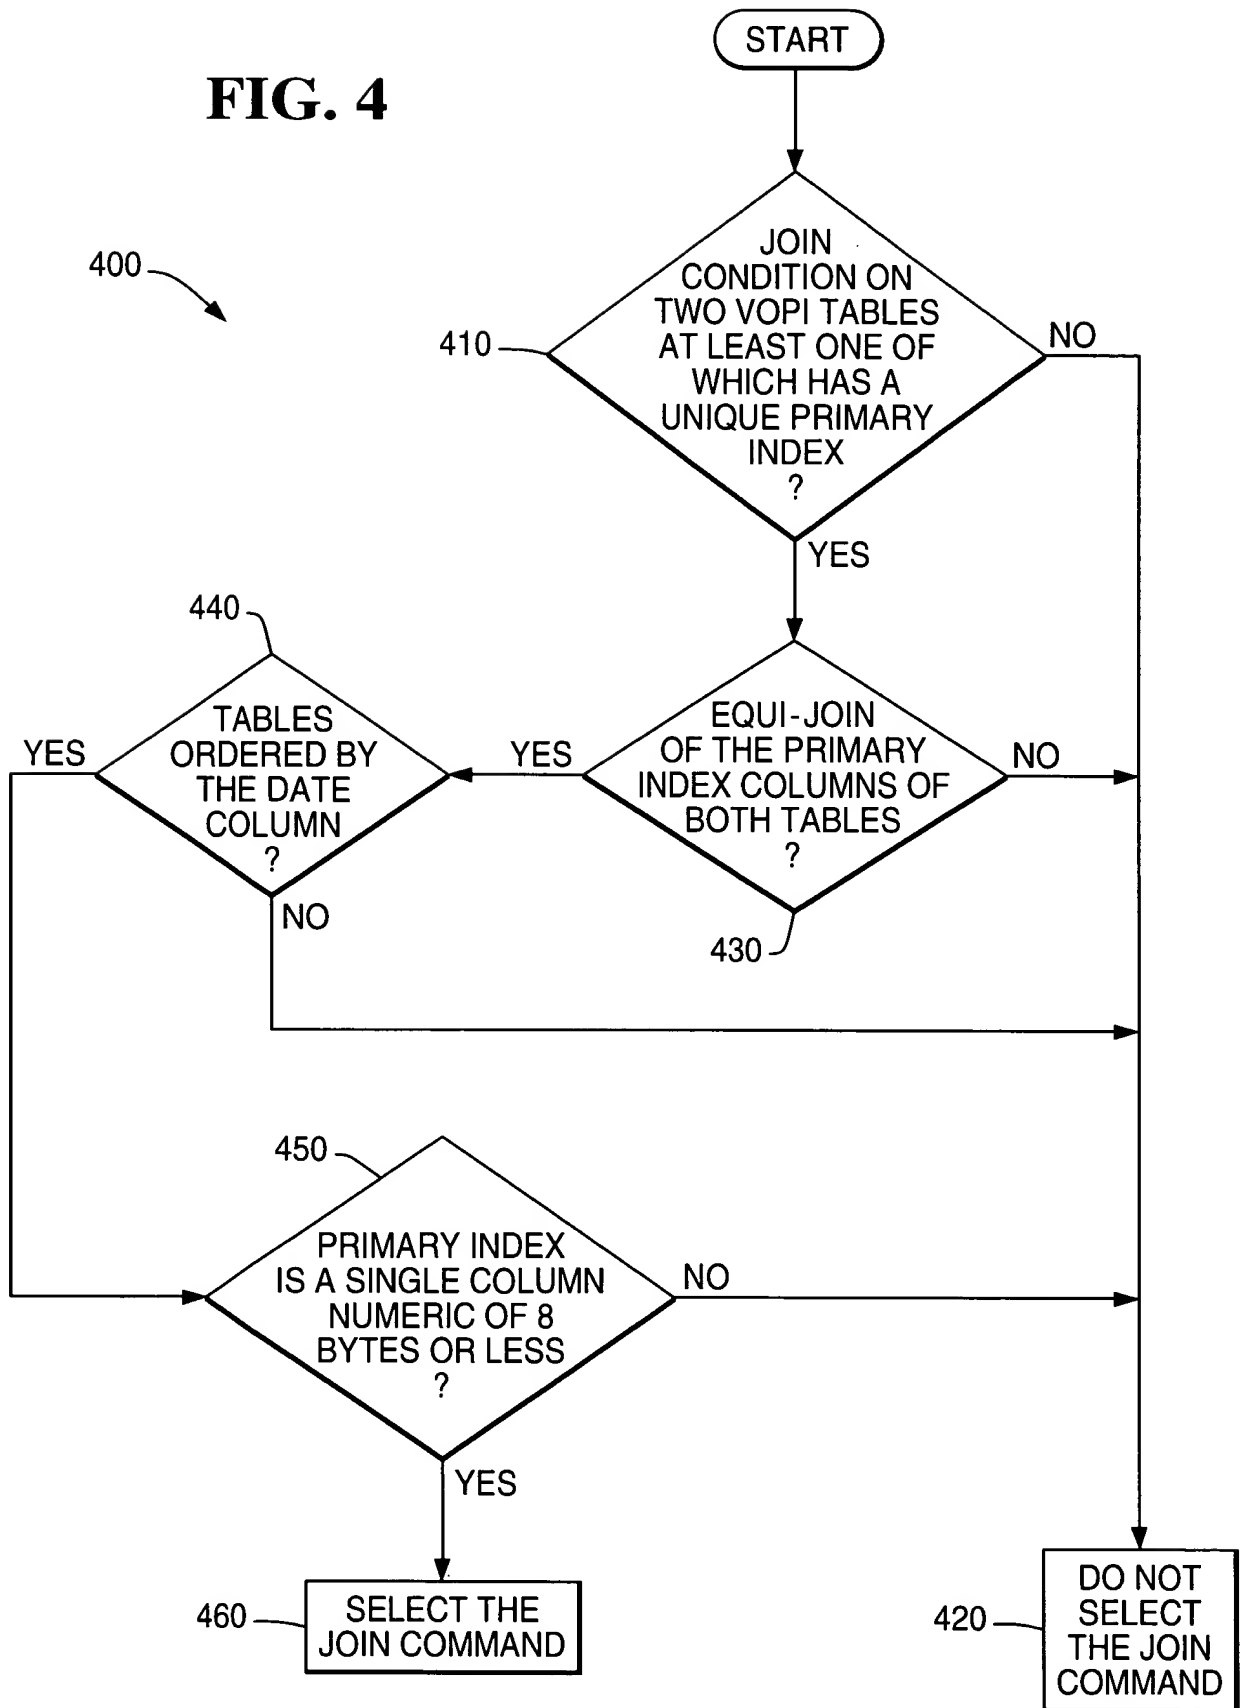 START
FIG. 4
400
JOIN
CONDITION ON
TWO VOPI TABLES
AT LEAST ONE OF
WHICH HAS A
UNIQUE PRIMARY
INDEX
?
410
NO
YES
440
TABLES
ORDERED BY
THE DATE
COLUMN
?
YES
NO
EQUI-JOIN
OF THE PRIMARY
INDEX COLUMNS OF
BOTH TABLES
?
YES
NO
430
450
PRIMARY INDEX
IS A SINGLE COLUMN
NUMERIC OF 8
BYTES OR LESS
?
NO
YES
460
SELECT THE
JOIN COMMAND
420
DO NOT
SELECT
THE JOIN
COMMAND